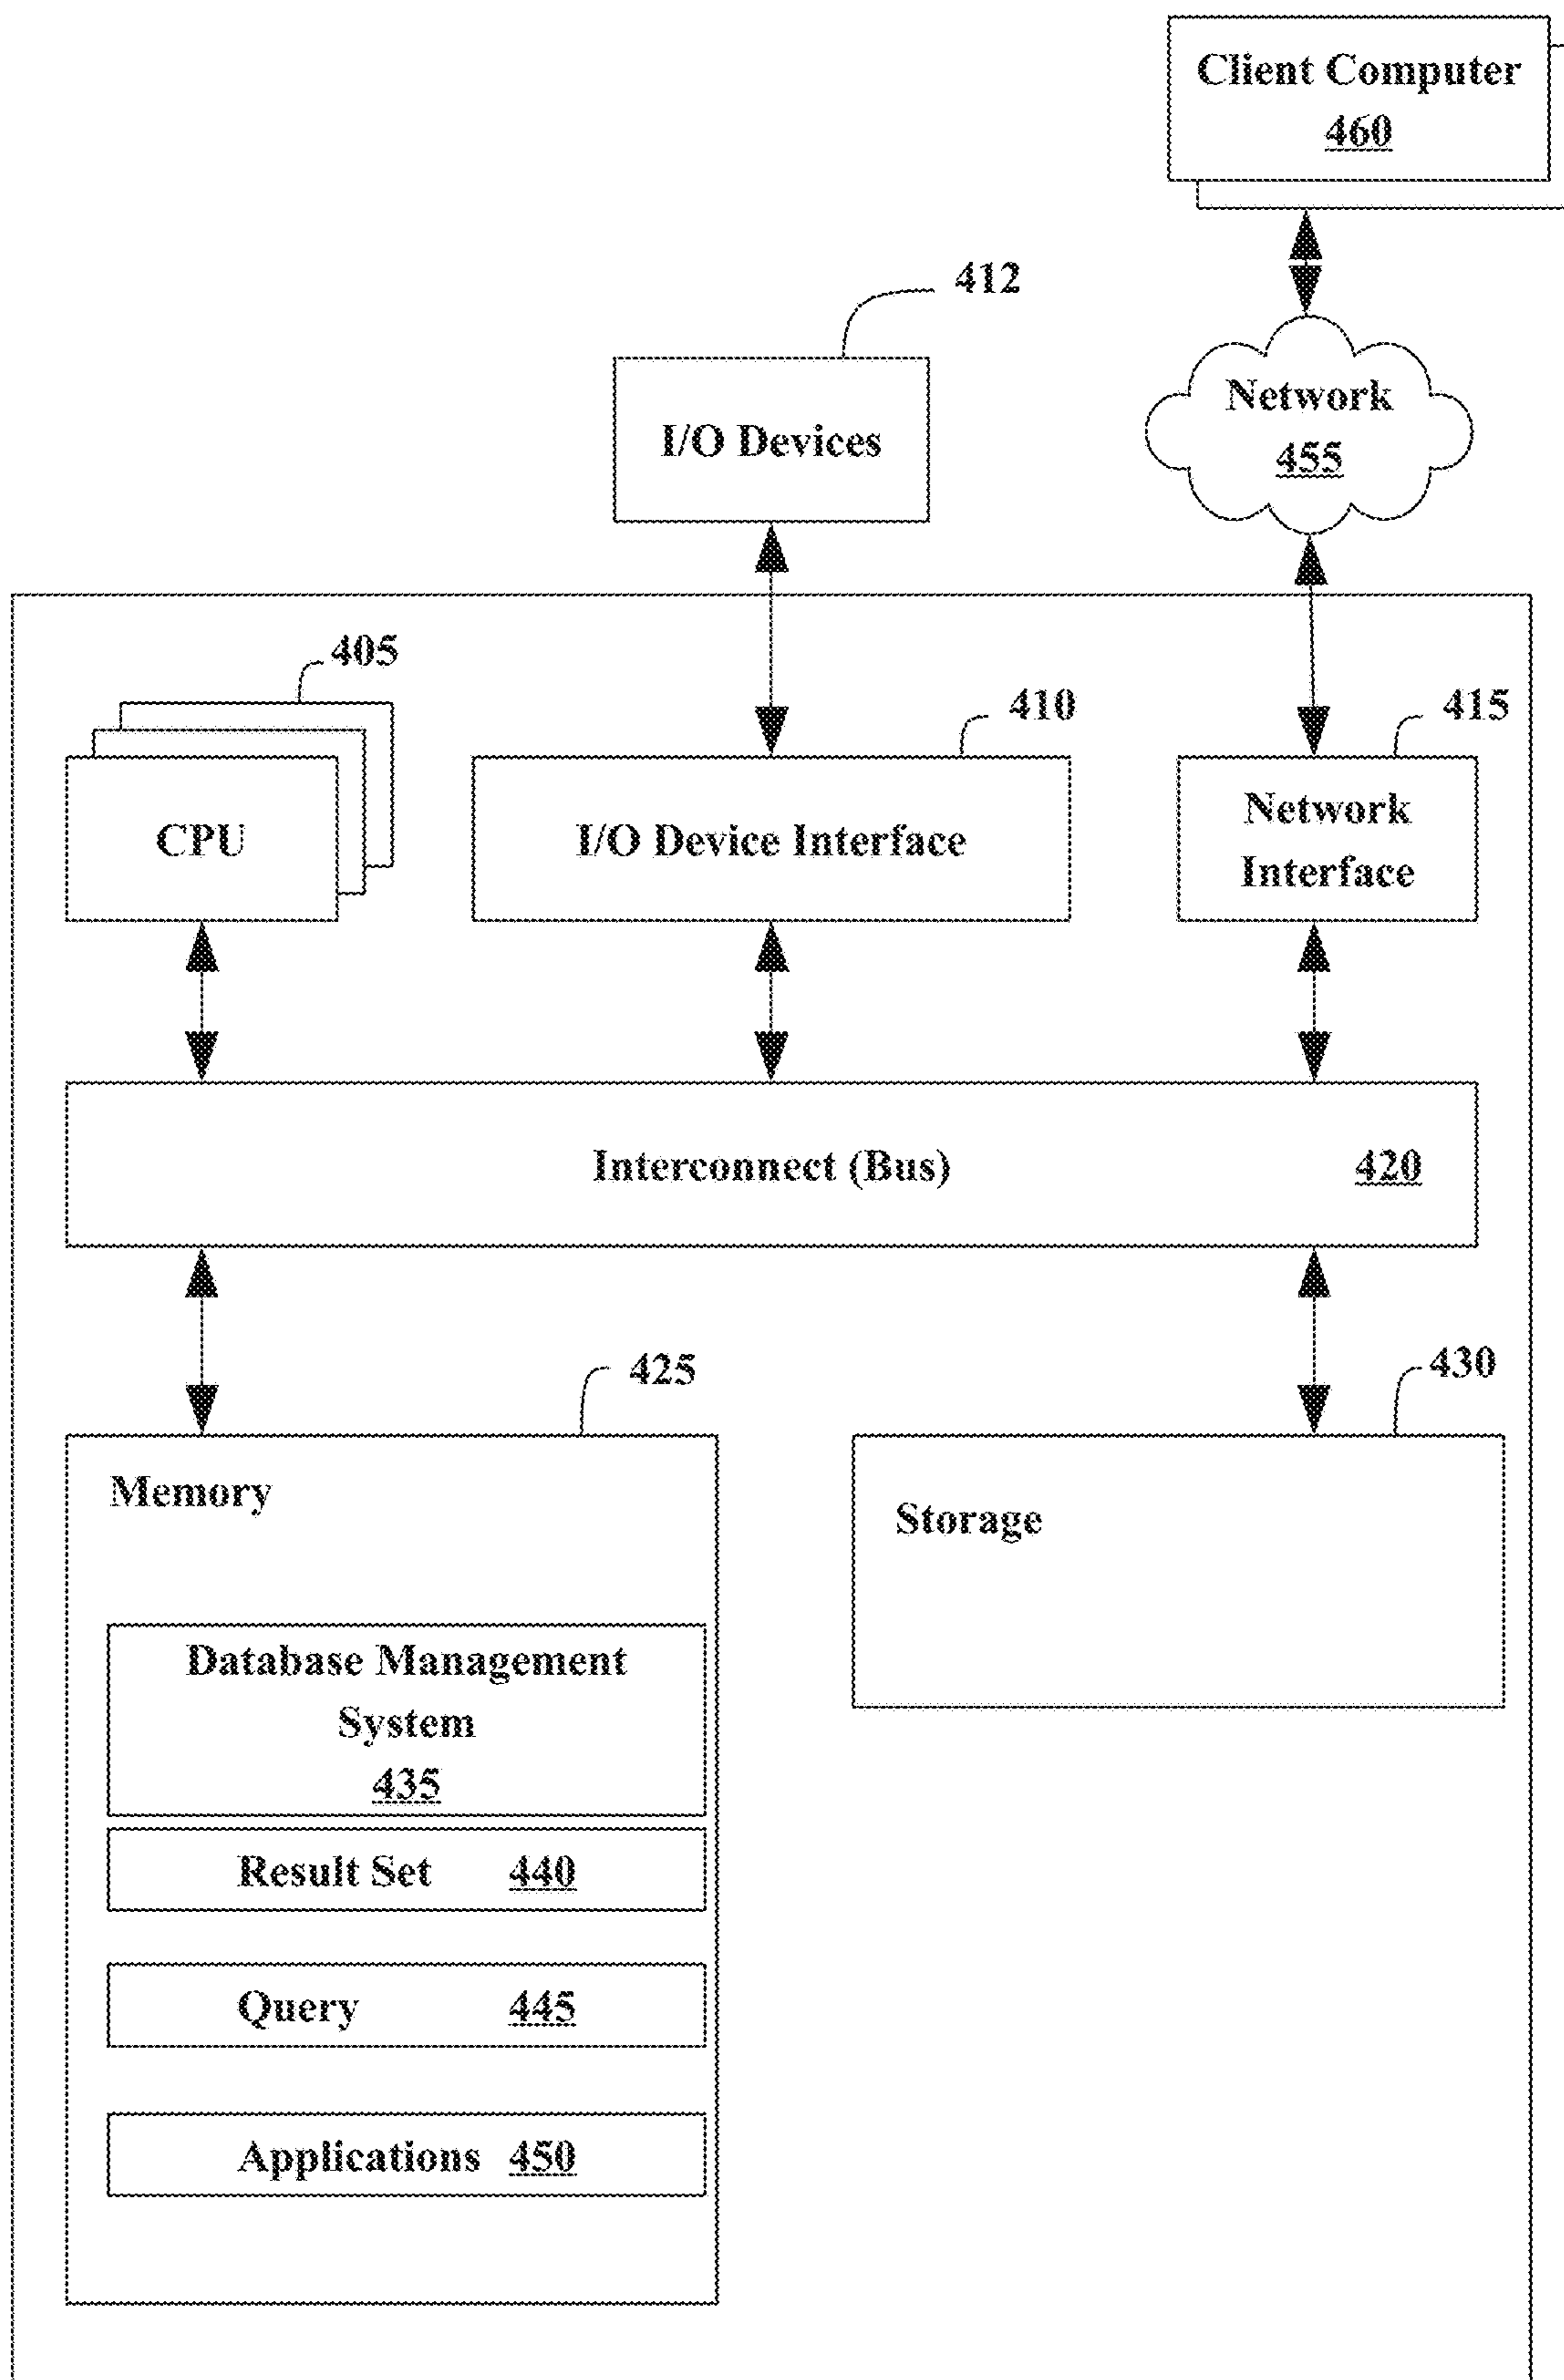 Client Computer
460
412
I/O Devices
Network
455
405
410
415
CPU
I/O Device Interface
Network
Interface
Interconnect (Bus)
420
425
430
Memory
Storage
Database Management
System
435
Result Set 440
Query 445
Applications 450